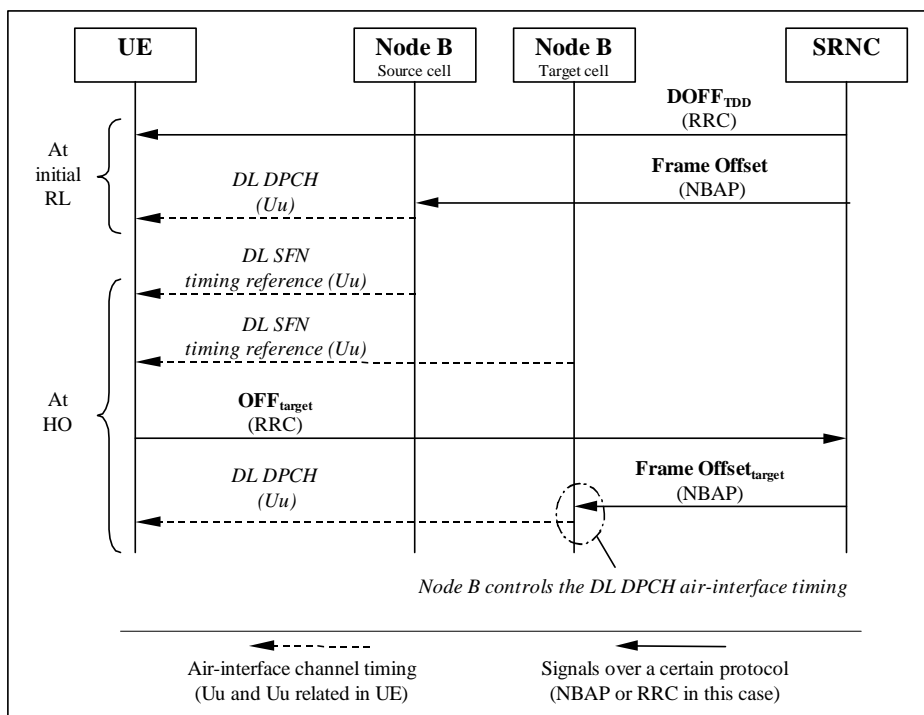 UE
Node B
Source cell
Node B
Target cell
SRNC
DOFF_TDD
(RRC)
At
initial
RL
Frame Offset
(NBAP)
DL DPCH
(Uu)
DL SFN
timing reference (Uu)
DL SFN
timing reference (Uu)
At
HO
OFF_target
(RRC)
Frame Offset_target
(NBAP)
DL DPCH
(Uu)
Node B controls the DL DPCH air-interface timing
Air-interface channel timing
(Uu and Uu related in UE)
Signals over a certain protocol
(NBAP or RRC in this case)